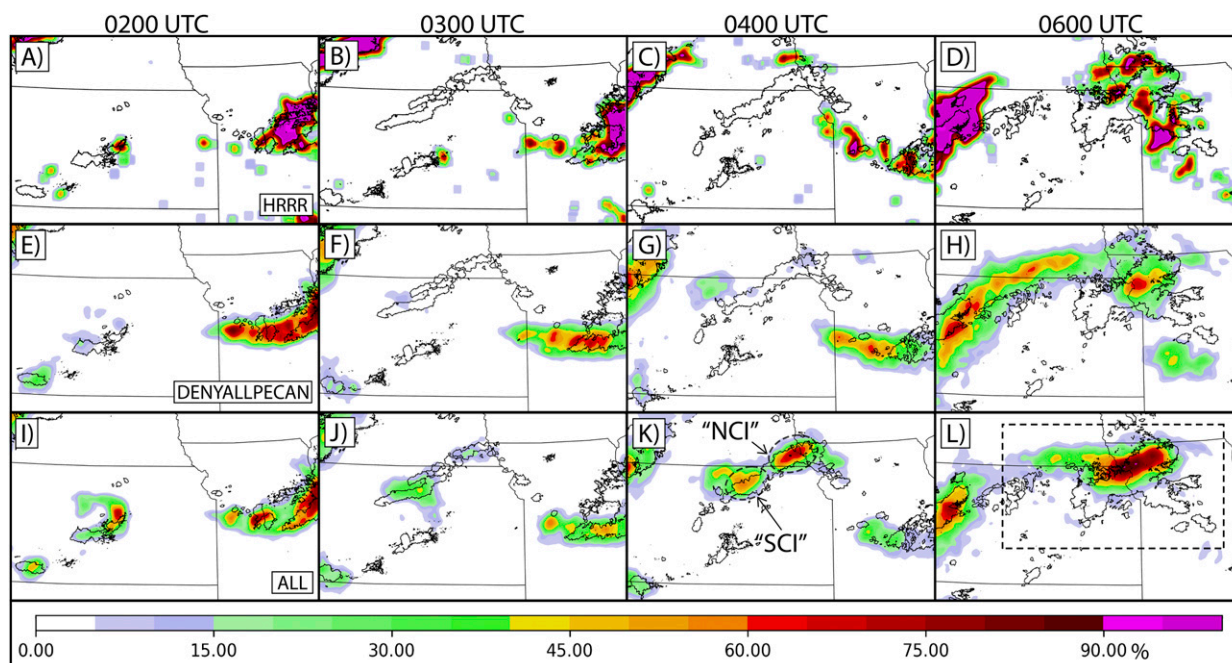 0200 UTC 0300 UTC 0400 UTC 0600 UTC
A) B) C) D)
HRRR
E) F) G) H)
DENYALLPECAN
I) J) K) L)
"NCI"
"SCI"
ALL
0.00 15.00 30.00 45.00 60.00 75.00 90.00 %